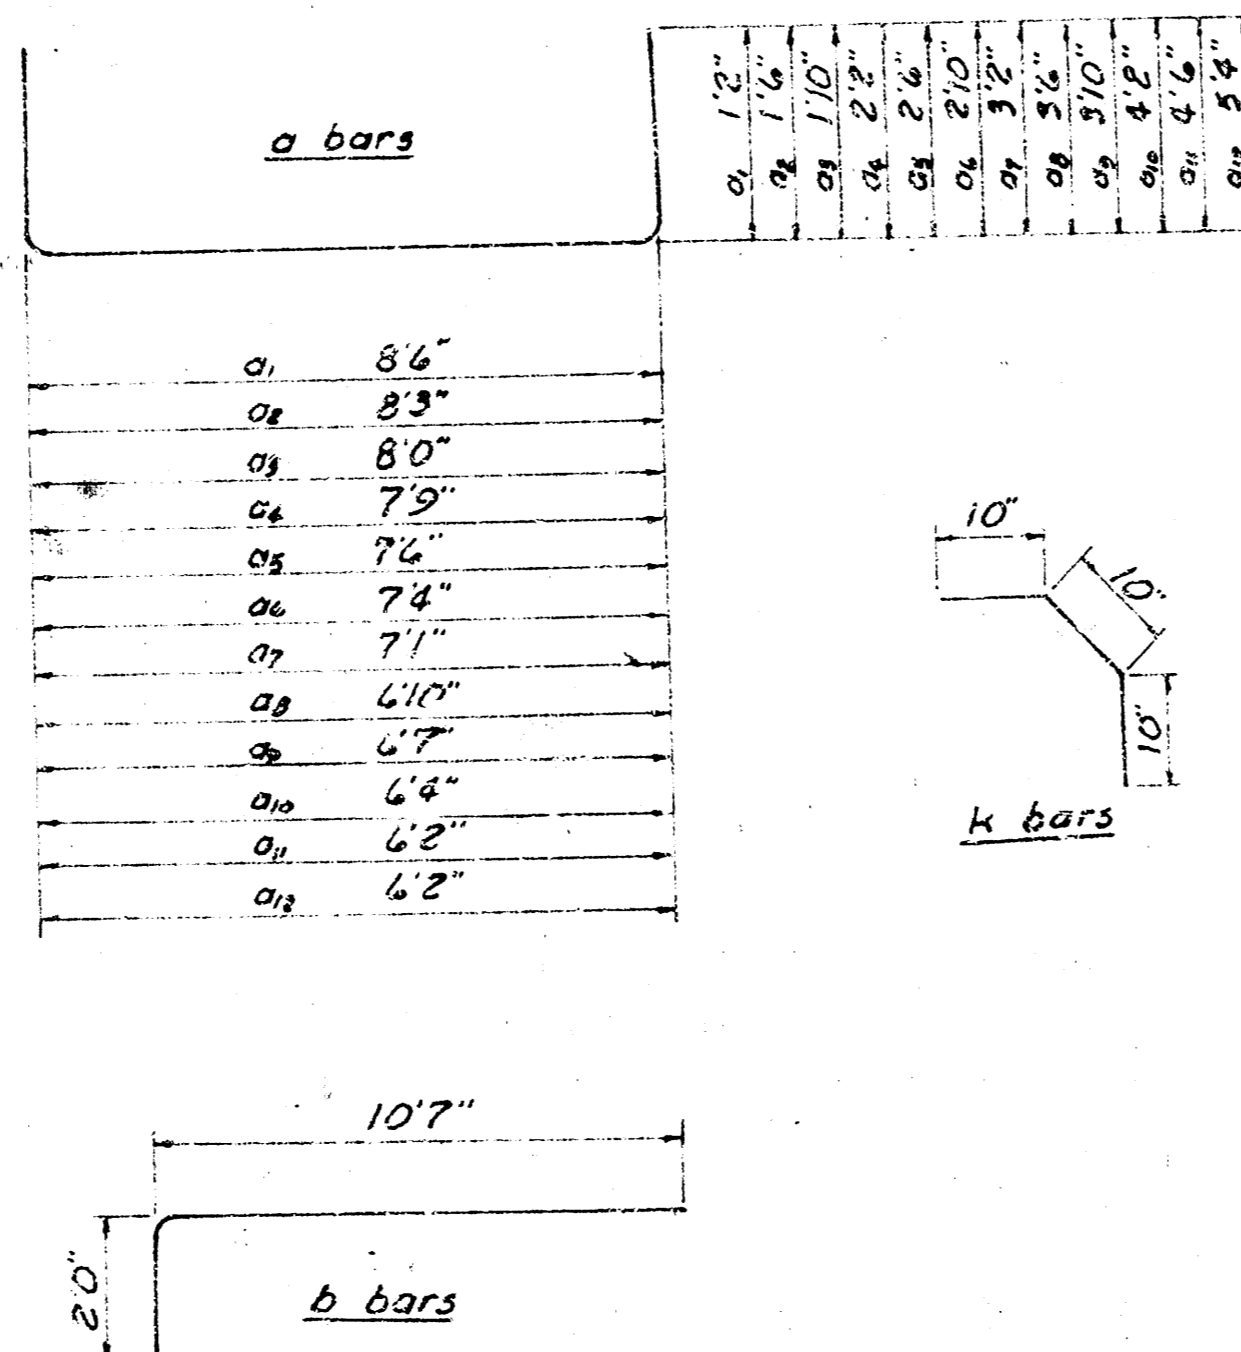 a bars
a1 1'2"
a2 1'6"
a3 1'10"
a4 2'2"
a5 2'6"
a6 2'10"
a7 3'2"
a8 3'6"
a9 3'10"
a10 4'2"
a11 4'6"
a12 5'4"
a1 8'6"
a2 8'3"
a3 8'0"
a4 7'9"
a5 7'6"
a6 7'4"
a7 7'1"
a8 6'10"
a9 6'7"
a10 6'4"
a11 6'2"
a12 6'2"
10"
10"
10"
k bars
10'7"
2'0"
b bars